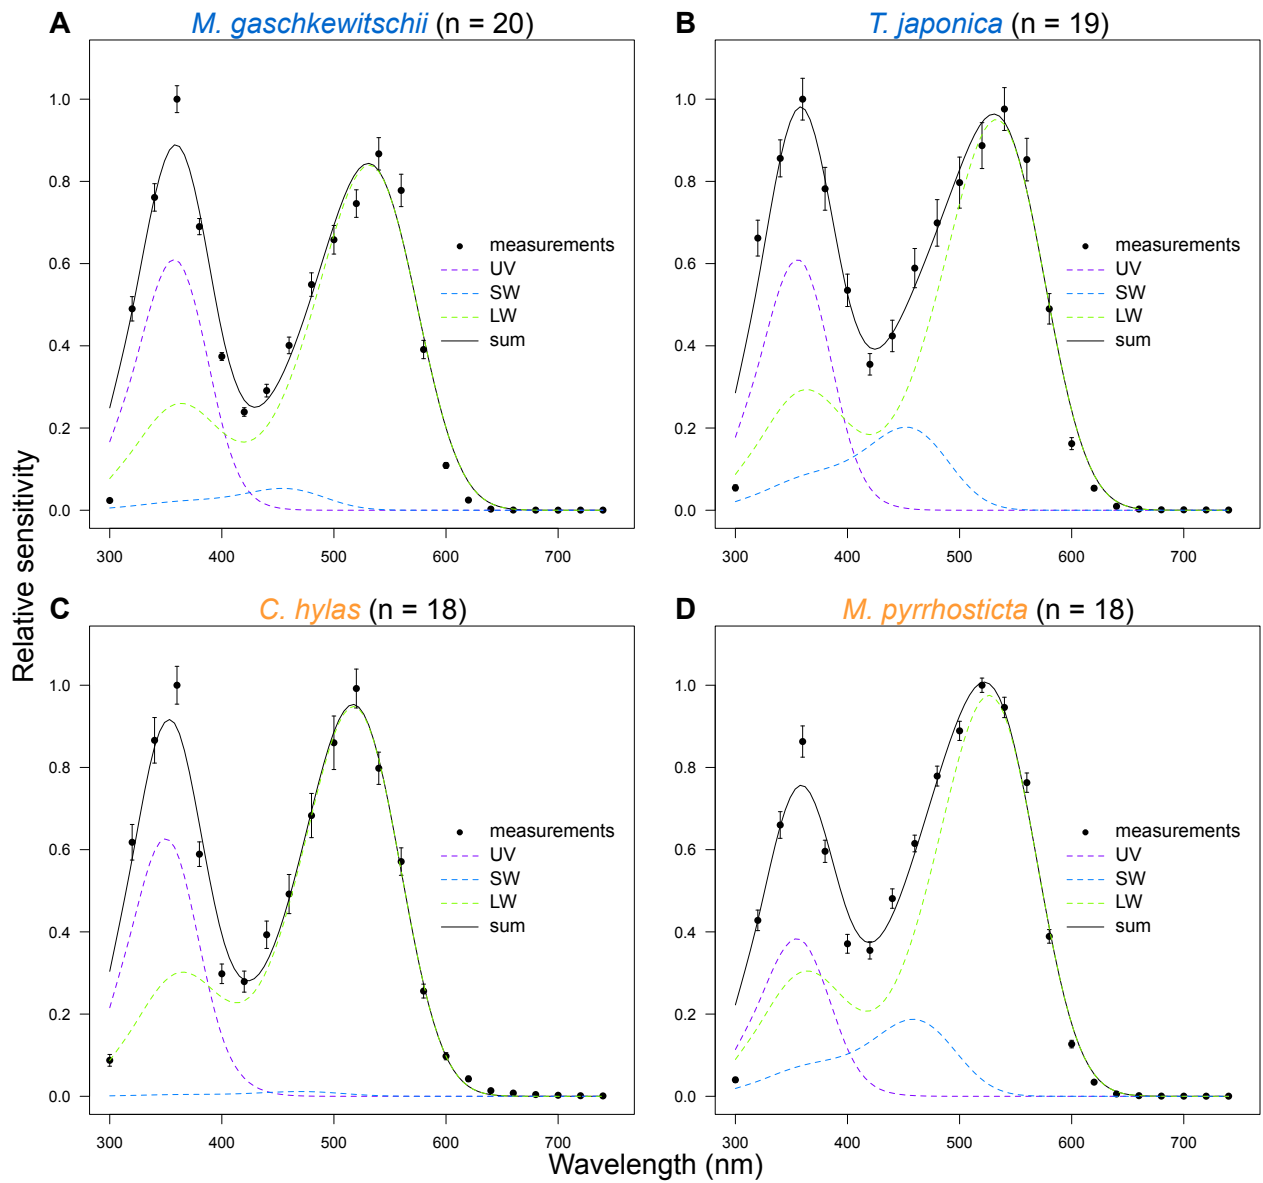 A M. gaschkewitschii (n = 20)
1.0
0.8
0.6
0.4
0.2
0.0
measurements
UV
SW
LW
sum
300 400 500 600 700
B T. japonica (n = 19)
1.0
0.8
0.6
0.4
0.2
0.0
measurements
UV
SW
LW
sum
300 400 500 600 700
Relative sensitivity
C C. hylas (n = 18)
1.0
0.8
0.6
0.4
0.2
0.0
measurements
UV
SW
LW
sum
300 400 500 600 700
D M. pyrrhosticta (n = 18)
1.0
0.8
0.6
0.4
0.2
0.0
measurements
UV
SW
LW
sum
300 400 500 600 700
Wavelength (nm)